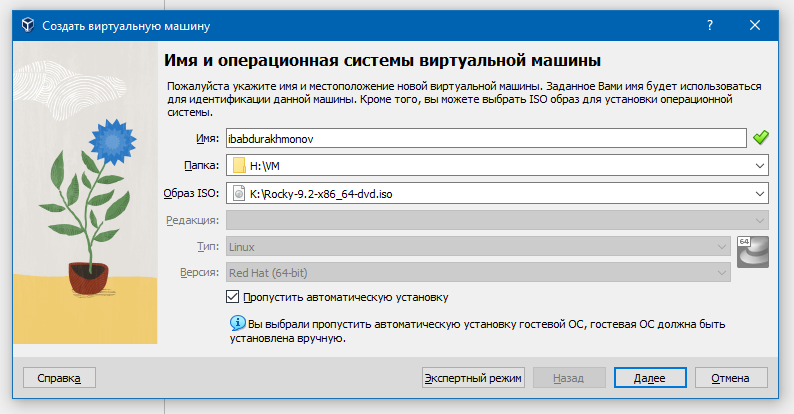 Создать виртуальную машину
Имя и операционная системы виртуальной машины
Пожалуйста укажите имя и местоположение новой виртуальной машины. Заданное Вами имя будет использоваться
для идентификации данной машины. Кроме того, вы можете выбрать ISO образ для установки операционной
системы.
Имя: ibabdurakhmonov
Папка: H:\VM
Образ ISO: K:\Rocky-9.2-x86_64-dvd.iso
Редакция:
Тип: Linux
64
Версия: Red Hat (64-bit)
Пропустить автоматическую установку
Вы выбрали пропустить автоматическую установку гостевой ОС, гостевая ОС должна быть
установлена вручную.
Справка Экспертный режим Назад Далее Отмена